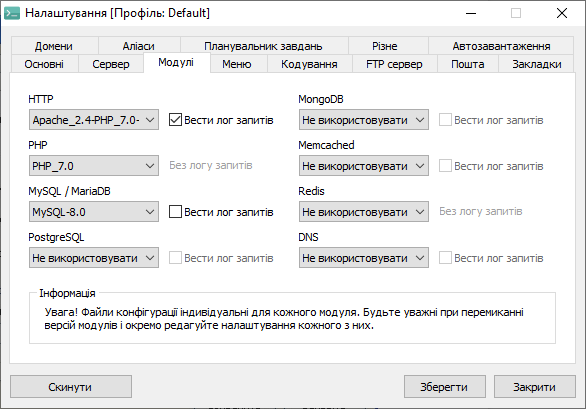 Налаштування [Профіль: Default]
Домени Аліаси Планувальник завдань Різне Автозавантаження
Основні Сервер Модулі Меню Кодування FTP сервер Пошта Закладки
HTTP
Apache_2.4-PHP_7.0- Вести лог запитів
PHP
PHP_7.0 Без логу запитів
MySQL / MariaDB
MySQL-8.0 Вести лог запитів
PostgreSQL
Не використовувати Вести лог запитів
MongoDB
Не використовувати Вести лог запитів
Memcached
Не використовувати Вести лог запитів
Redis
Не використовувати Без логу запитів
DNS
Не використовувати Вести лог запитів
Інформація
Увага! Файли конфігурації індивідуальні для кожного модуля. Будьте уважні при перемиканні
версій модулів і окремо редагуйте налаштування кожного з них.
Скинути Зберегти Закрити